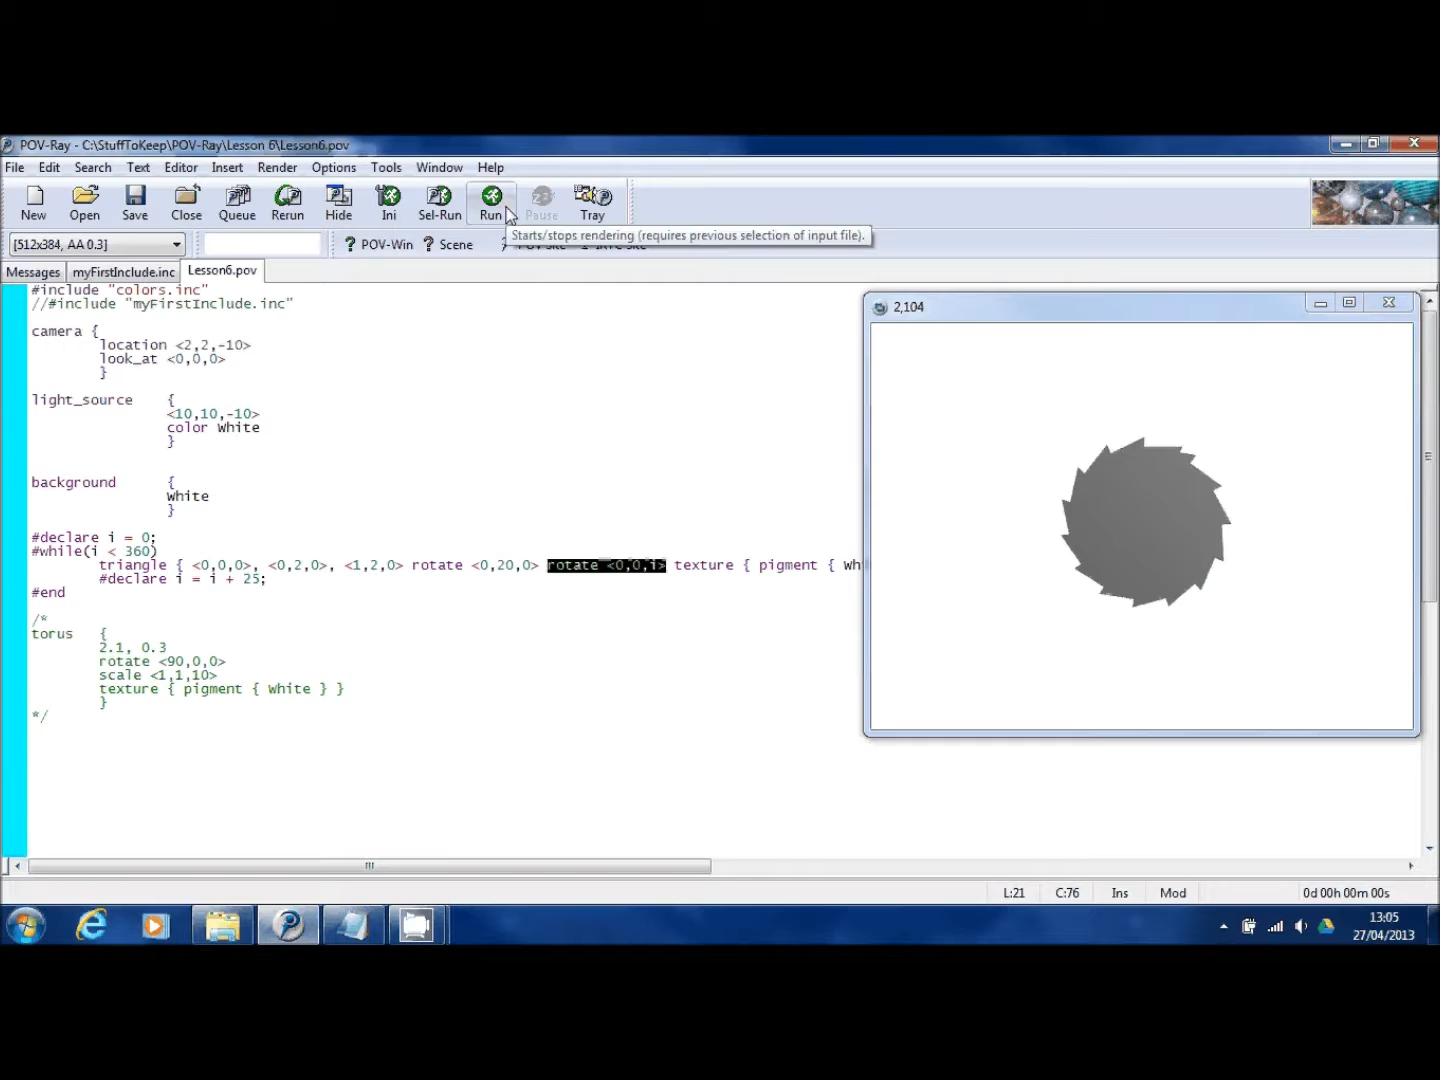 POV-Ray - C:\StuffToKeep\POV-Ray\Lesson 6\Lesson6.pov
File Edit Search Text Editor Insert Render Options Tools Window Help
New Open Save Close Queue Rerun Hide Ini Sel-Run Run Pause Tray
[512x384, AA 0.3] ? POV-Win ? Scene
Starts/stops rendering (requires previous selection of input file).
Messages myFirstInclude.inc Lesson6.pov
#include "colors.inc"
//#include "myFirstInclude.inc"
camera {
location <2,2,-10>
look_at <0,0,0>
}
light_source {
<10,10,-10>
color White
}
background {
White
}
#declare i = 0;
#while(i < 360)
triangle { <0,0,0>, <0,2,0>, <1,2,0> rotate <0,20,0> rotate <0,0,i> texture { pigment { Whi
#declare i = i + 25;
#end
/*
torus {
2.1, 0.3
rotate <90,0,0>
scale <1,1,10>
texture { pigment { White } }
}
*/
2,104
L:21 C:76 Ins Mod 0d 00h 00m 00s
13:05
27/04/2013